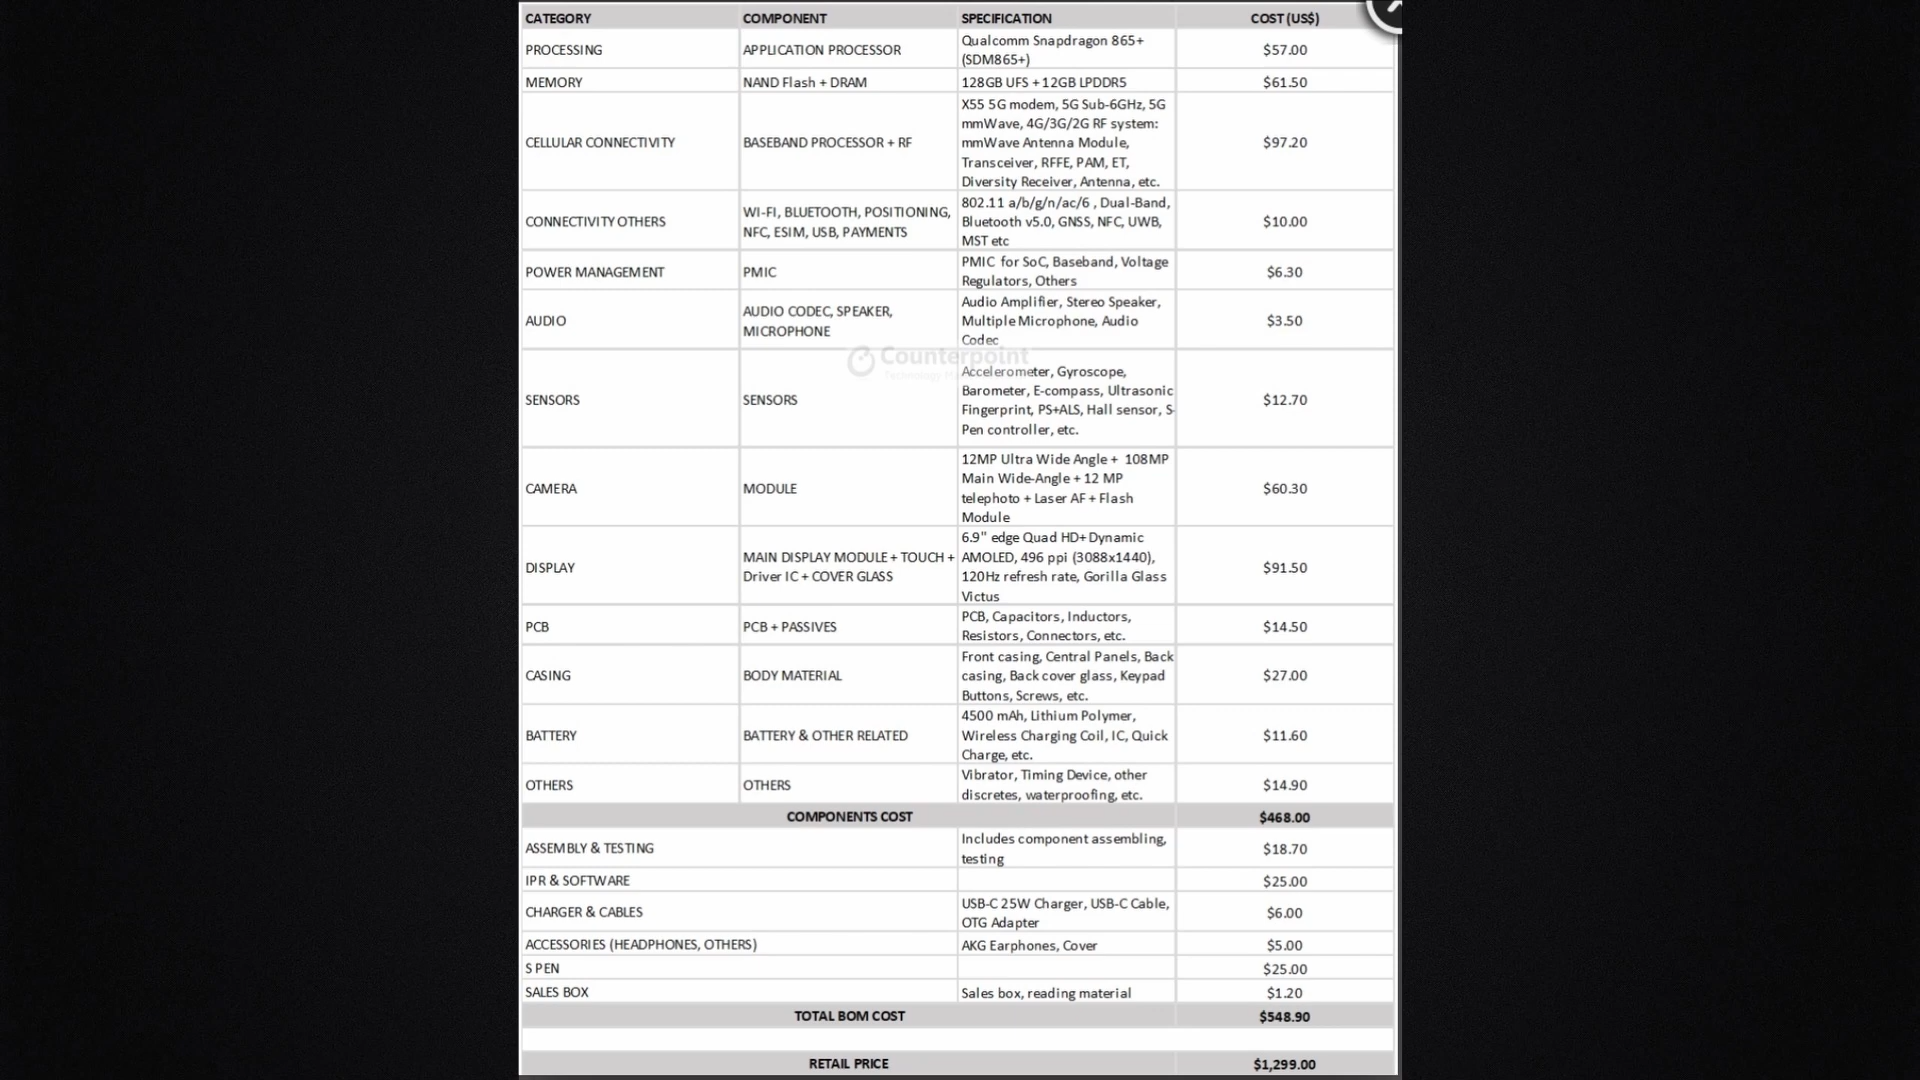 CATEGORY COMPONENT SPECIFICATION COST (US$)
PROCESSING APPLICATION PROCESSOR Qualcomm Snapdragon 865+
(SDM865+) $57.00
MEMORY NAND Flash + DRAM 128GB UFS + 12GB LPDDR5 $61.50
CELLULAR CONNECTIVITY BASEBAND PROCESSOR + RF X55 5G modem, 5G Sub-6GHz, 5G
mmWave, 4G/3G/2G RF system:
mmWave Antenna Module,
Transceiver, RFFE, PAM, ET,
Diversity Receiver, Antenna, etc. $97.20
CONNECTIVITY OTHERS WI-FI, BLUETOOTH, POSITIONING,
NFC, ESIM, USB, PAYMENTS 802.11 a/b/g/n/ac/6 , Dual-Band,
Bluetooth v5.0, GNSS, NFC, UWB,
MST etc $10.00
POWER MANAGEMENT PMIC PMIC for SoC, Baseband, Voltage
Regulators, Others $6.30
AUDIO AUDIO CODEC, SPEAKER,
MICROPHONE Audio Amplifier, Stereo Speaker,
Multiple Microphone, Audio
Codec $3.50
Counterpoint
SENSORS SENSORS Accelerometer, Gyroscope,
Barometer, E-compass, Ultrasonic
Fingerprint, PS+ALS, Hall sensor, S-
Pen controller, etc. $12.70
CAMERA MODULE 12MP Ultra Wide Angle + 108MP
Main Wide-Angle + 12 MP
telephoto + Laser AF + Flash
Module $60.30
DISPLAY MAIN DISPLAY MODULE + TOUCH +
Driver IC + COVER GLASS 6.9" edge Quad HD+ Dynamic
AMOLED, 496 ppi (3088x1440),
120Hz refresh rate, Gorilla Glass
Victus $91.50
PCB PCB + PASSIVES PCB, Capacitors, Inductors,
Resistors, Connectors, etc. $14.50
CASING BODY MATERIAL Front casing, Central Panels, Back
casing, Back cover glass, Keypad
Buttons, Screws, etc. $27.00
BATTERY BATTERY & OTHER RELATED 4500 mAh, Lithium Polymer,
Wireless Charging Coil, IC, Quick
Charge, etc. $11.60
OTHERS OTHERS Vibrator, Timing Device, other
discretes, waterproofing, etc. $14.90
COMPONENTS COST $468.00
ASSEMBLY & TESTING Includes component assembling,
testing $18.70
IPR & SOFTWARE $25.00
CHARGER & CABLES USB-C 25W Charger, USB-C Cable,
OTG Adapter $6.00
ACCESSORIES (HEADPHONES, OTHERS) AKG Earphones, Cover $5.00
S PEN $25.00
SALES BOX Sales box, reading material $1.20
TOTAL BOM COST $548.90
RETAIL PRICE $1,299.00